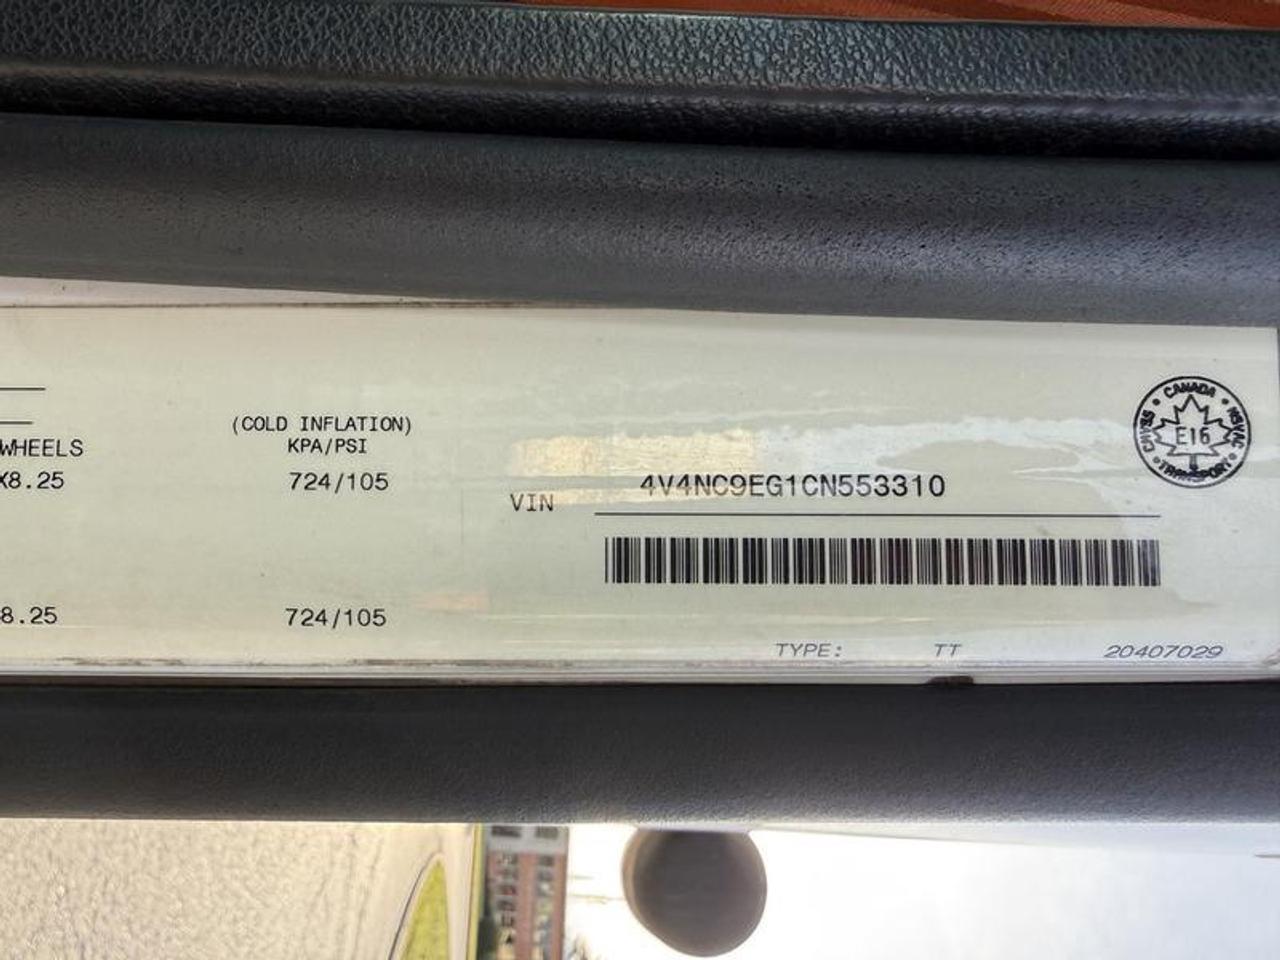 (COLD INFLATION)
WHEELS KPA/PSI
X8.25 724/105
VIN 4V4NC9EG1CN553310
8.25 724/105
TYPE: TT 20407029
CANADA
E16
TRANSPORT